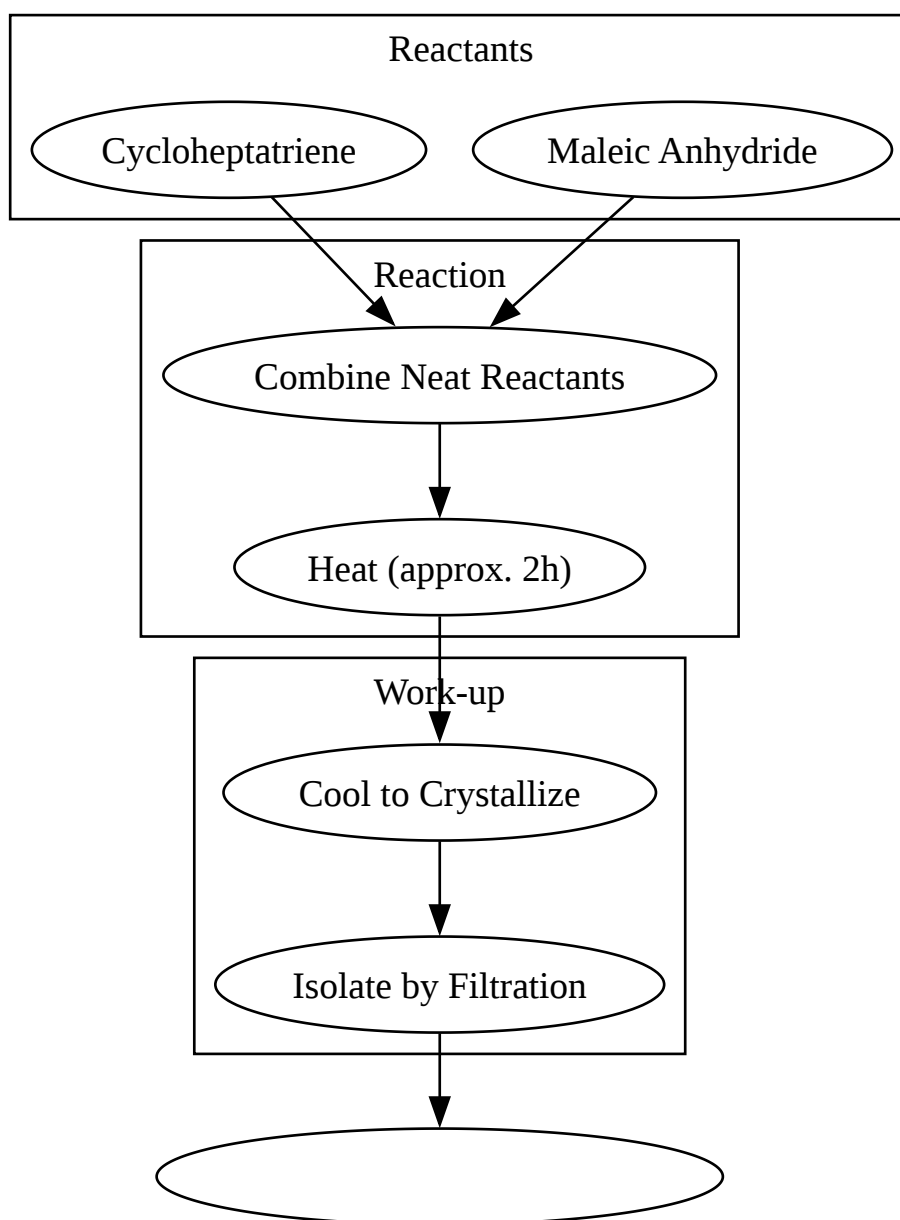 Reactants
Cycloheptatriene
Maleic Anhydride
Reaction
Combine Neat Reactants
Heat (approx. 2h)
Work-up
Cool to Crystallize
Isolate by Filtration